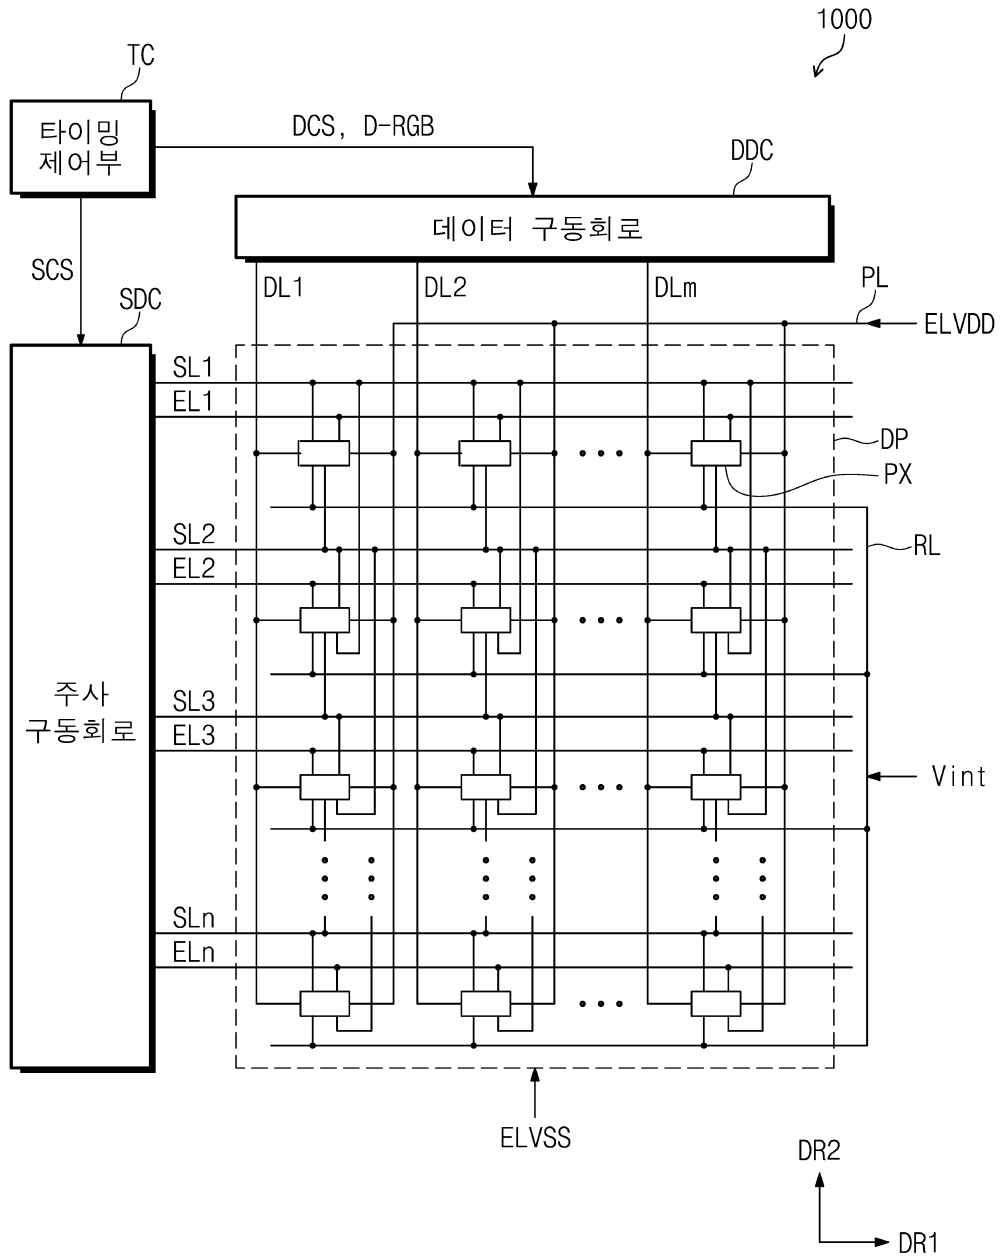 1000
TC
타이밍
제어부
DCS, D-RGB
DDC
데이터 구동회로
SCS
SDC
DL1
DL2
DLm
PL
ELVDD
SL1
EL1
DP
PX
SL2
EL2
RL
주사
구동회로
SL3
EL3
Vint
SLn
ELn
ELVSS
DR2
DR1